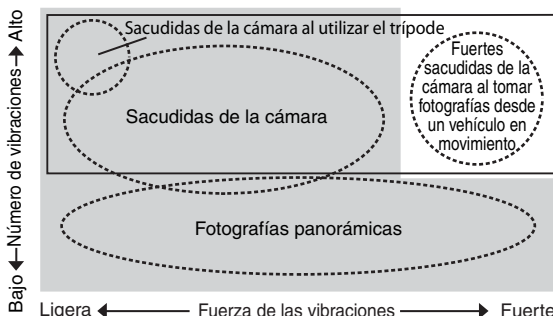 Sacudidas de la cámara al utilizar el trípode
Fuertes
sacudidas de la
cámara al tomar
fotografías desde
un vehículo en
movimiento.
Sacudidas de la cámara
Fotografías panorámicas
Bajo ◄—Número de vibraciones—► Alto
Ligera ◄—— Fuerza de las vibraciones ——► Fuerte